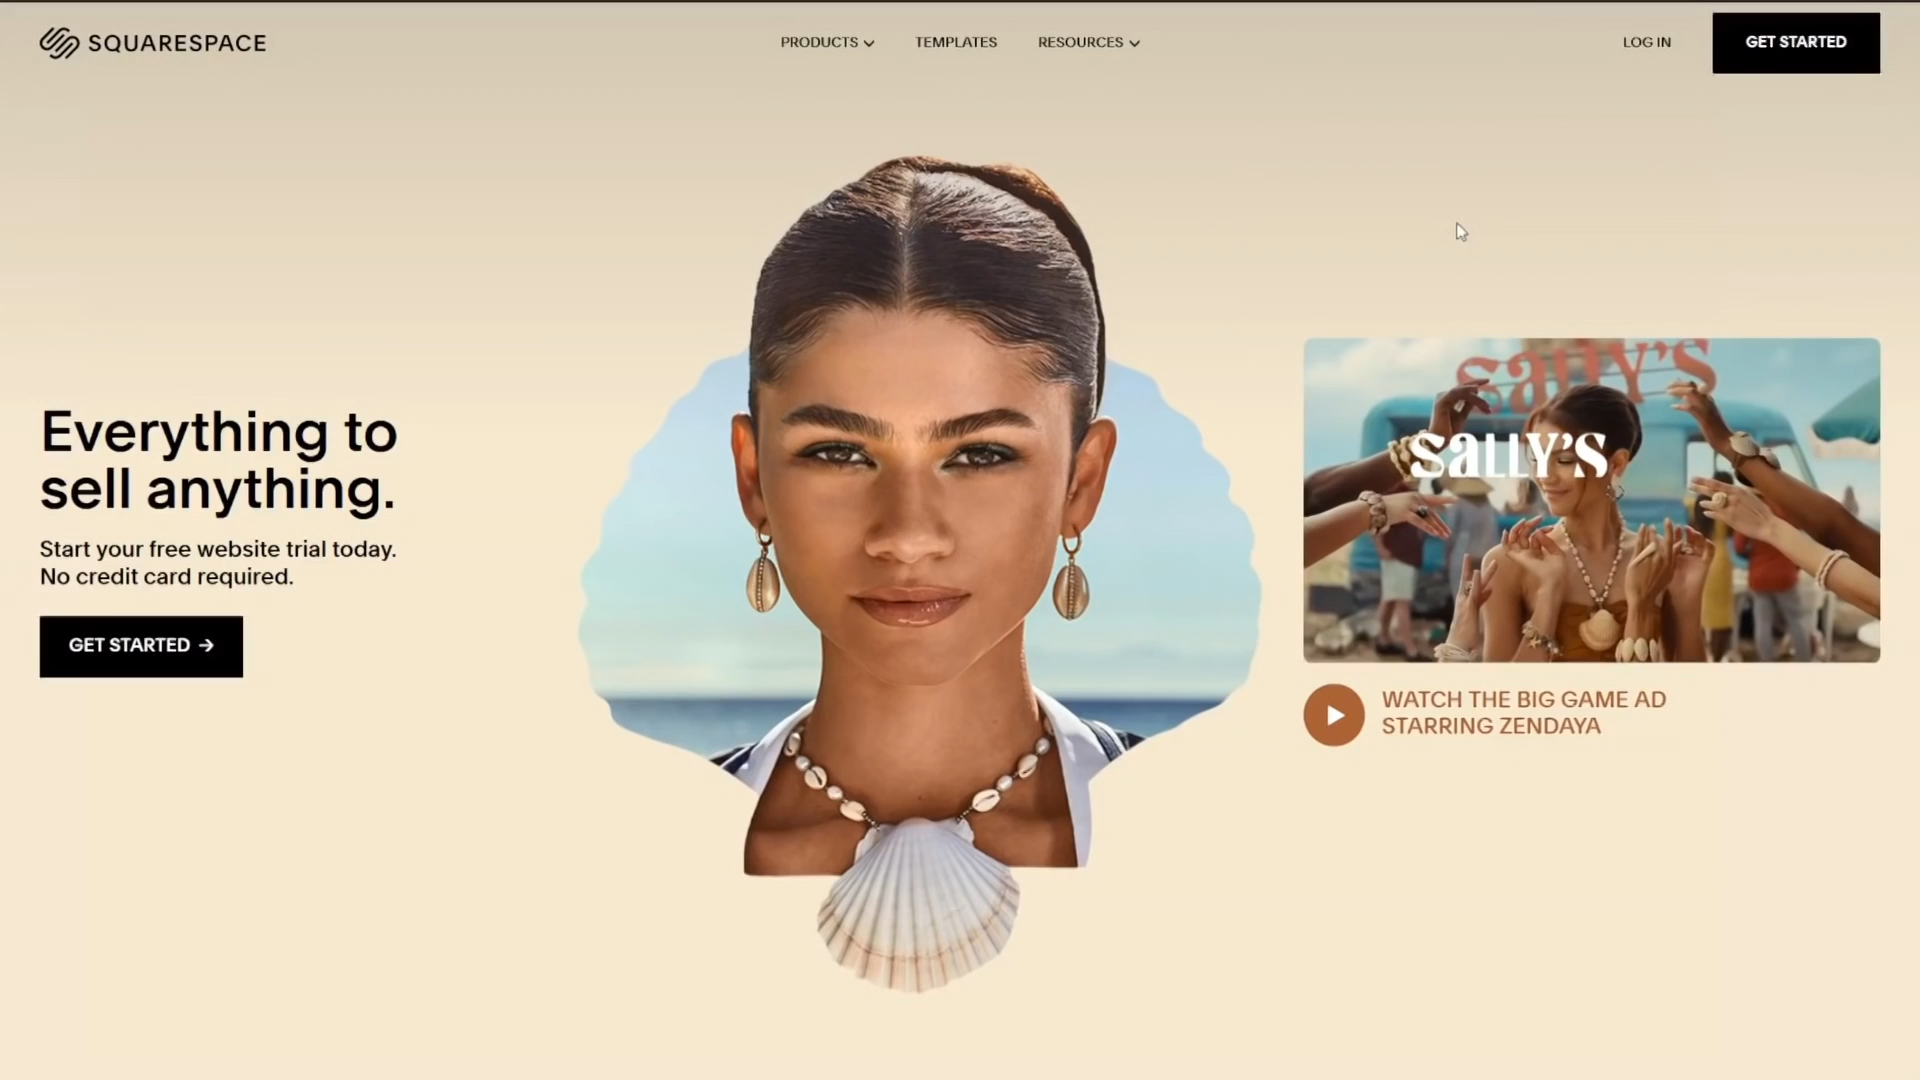 SQUARESPACE
PRODUCTS
TEMPLATES
RESOURCES
LOG IN
GET STARTED
Everything to
sell anything.
Start your free website trial today.
No credit card required.
GET STARTED →
sally's
SALLY'S
WATCH THE BIG GAME AD
STARRING ZENDAYA